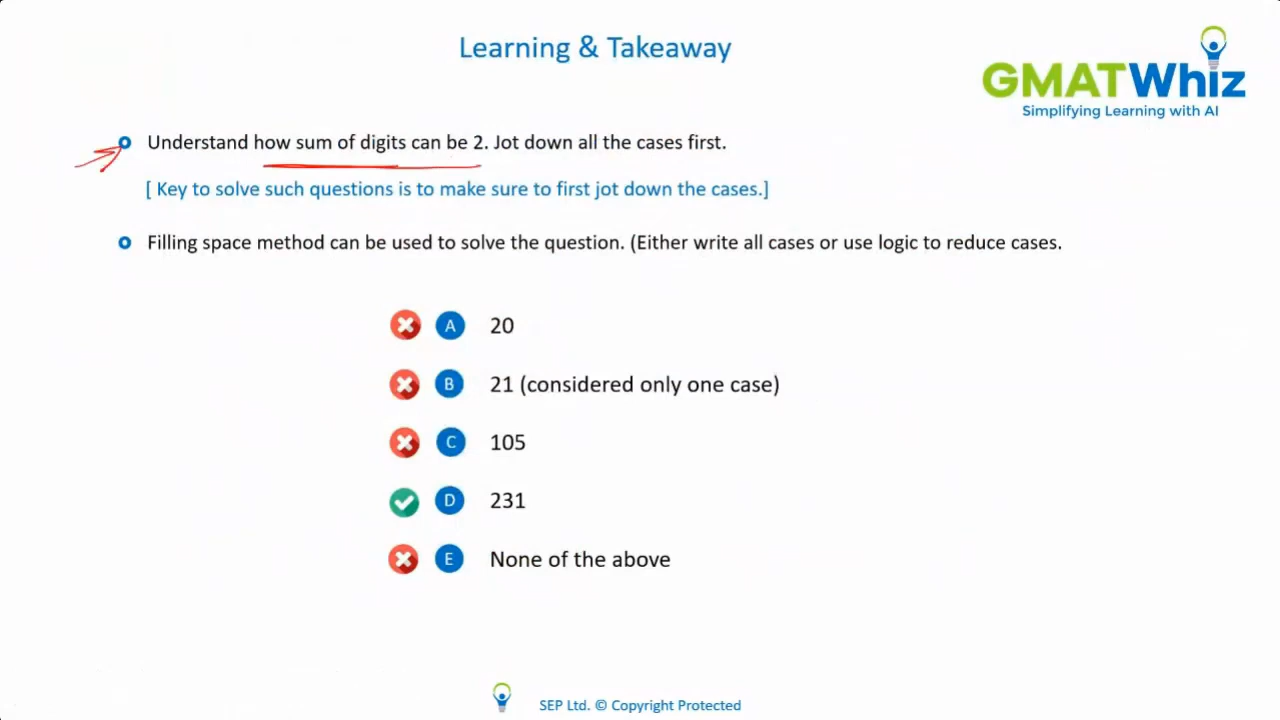 Learning & Takeaway
GMATWhiz
Simplifying Learning with AI
Understand how sum of digits can be 2. Jot down all the cases first.
[ Key to solve such questions is to make sure to first jot down the cases.]
Filling space method can be used to solve the question. (Either write all cases or use logic to reduce cases.
A 20
B 21 (considered only one case)
C 105
D 231
E None of the above
SEP Ltd. © Copyright Protected